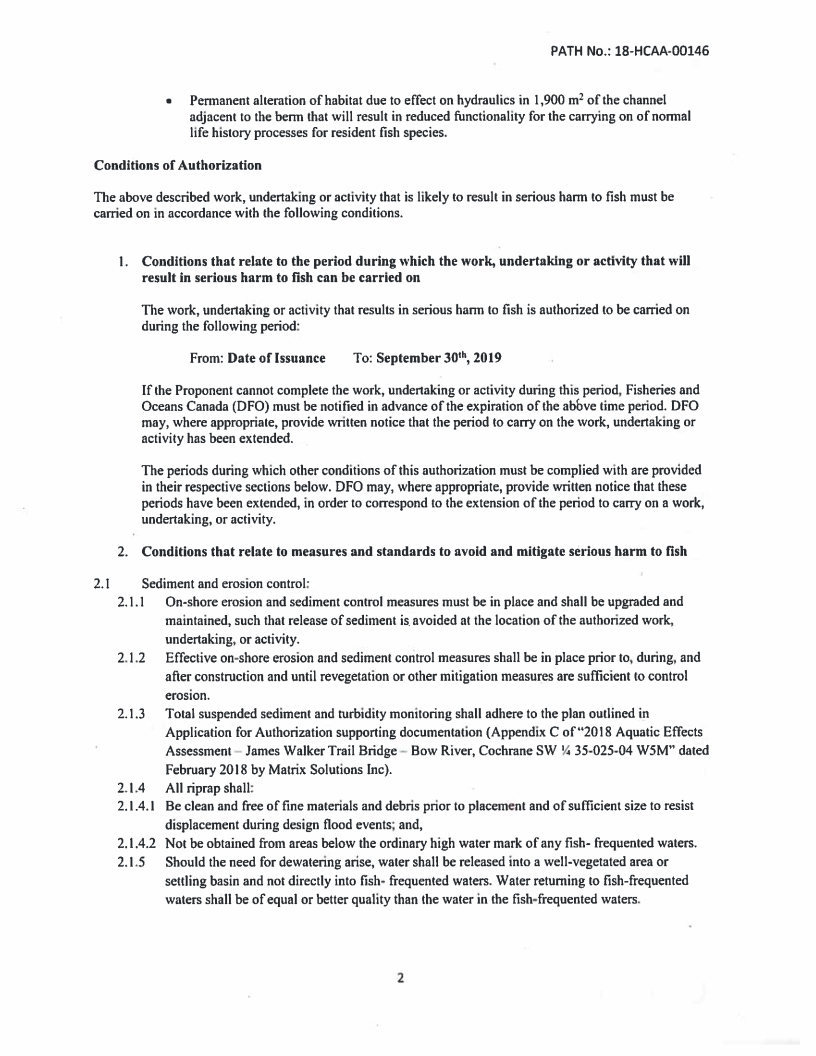 PATH No.: 18-HCAA-00146
• Permanent alteration of habitat due to effect on hydraulics in 1,900 m² of the channel
adjacent to the berm that will result in reduced functionality for the carrying on of normal
life history processes for resident fish species.
Conditions of Authorization
The above described work, undertaking or activity that is likely to result in serious harm to fish must be
carried on in accordance with the following conditions.
1. Conditions that relate to the period during which the work, undertaking or activity that will
result in serious harm to fish can be carried on
The work, undertaking or activity that results in serious harm to fish is authorized to be carried on
during the following period:
From: Date of Issuance To: September 30th, 2019
If the Proponent cannot complete the work, undertaking or activity during this period, Fisheries and
Oceans Canada (DFO) must be notified in advance of the expiration of the above time period. DFO
may, where appropriate, provide written notice that the period to carry on the work, undertaking or
activity has been extended.
The periods during which other conditions of this authorization must be complied with are provided
in their respective sections below. DFO may, where appropriate, provide written notice that these
periods have been extended, in order to correspond to the extension of the period to carry on a work,
undertaking, or activity.
2. Conditions that relate to measures and standards to avoid and mitigate serious harm to fish
2.1 Sediment and erosion control:
2.1.1 On-shore erosion and sediment control measures must be in place and shall be upgraded and
maintained, such that release of sediment is avoided at the location of the authorized work,
undertaking, or activity.
2.1.2 Effective on-shore erosion and sediment control measures shall be in place prior to, during, and
after construction and until revegetation or other mitigation measures are sufficient to control
erosion.
2.1.3 Total suspended sediment and turbidity monitoring shall adhere to the plan outlined in
Application for Authorization supporting documentation (Appendix C of "2018 Aquatic Effects
Assessment – James Walker Trail Bridge – Bow River, Cochrane SW ¼ 35-025-04 W5M" dated
February 2018 by Matrix Solutions Inc).
2.1.4 All riprap shall:
2.1.4.1 Be clean and free of fine materials and debris prior to placement and of sufficient size to resist
displacement during design flood events; and,
2.1.4.2 Not be obtained from areas below the ordinary high water mark of any fish- frequented waters.
2.1.5 Should the need for dewatering arise, water shall be released into a well-vegetated area or
settling basin and not directly into fish- frequented waters. Water returning to fish-frequented
waters shall be of equal or better quality than the water in the fish-frequented waters.
2